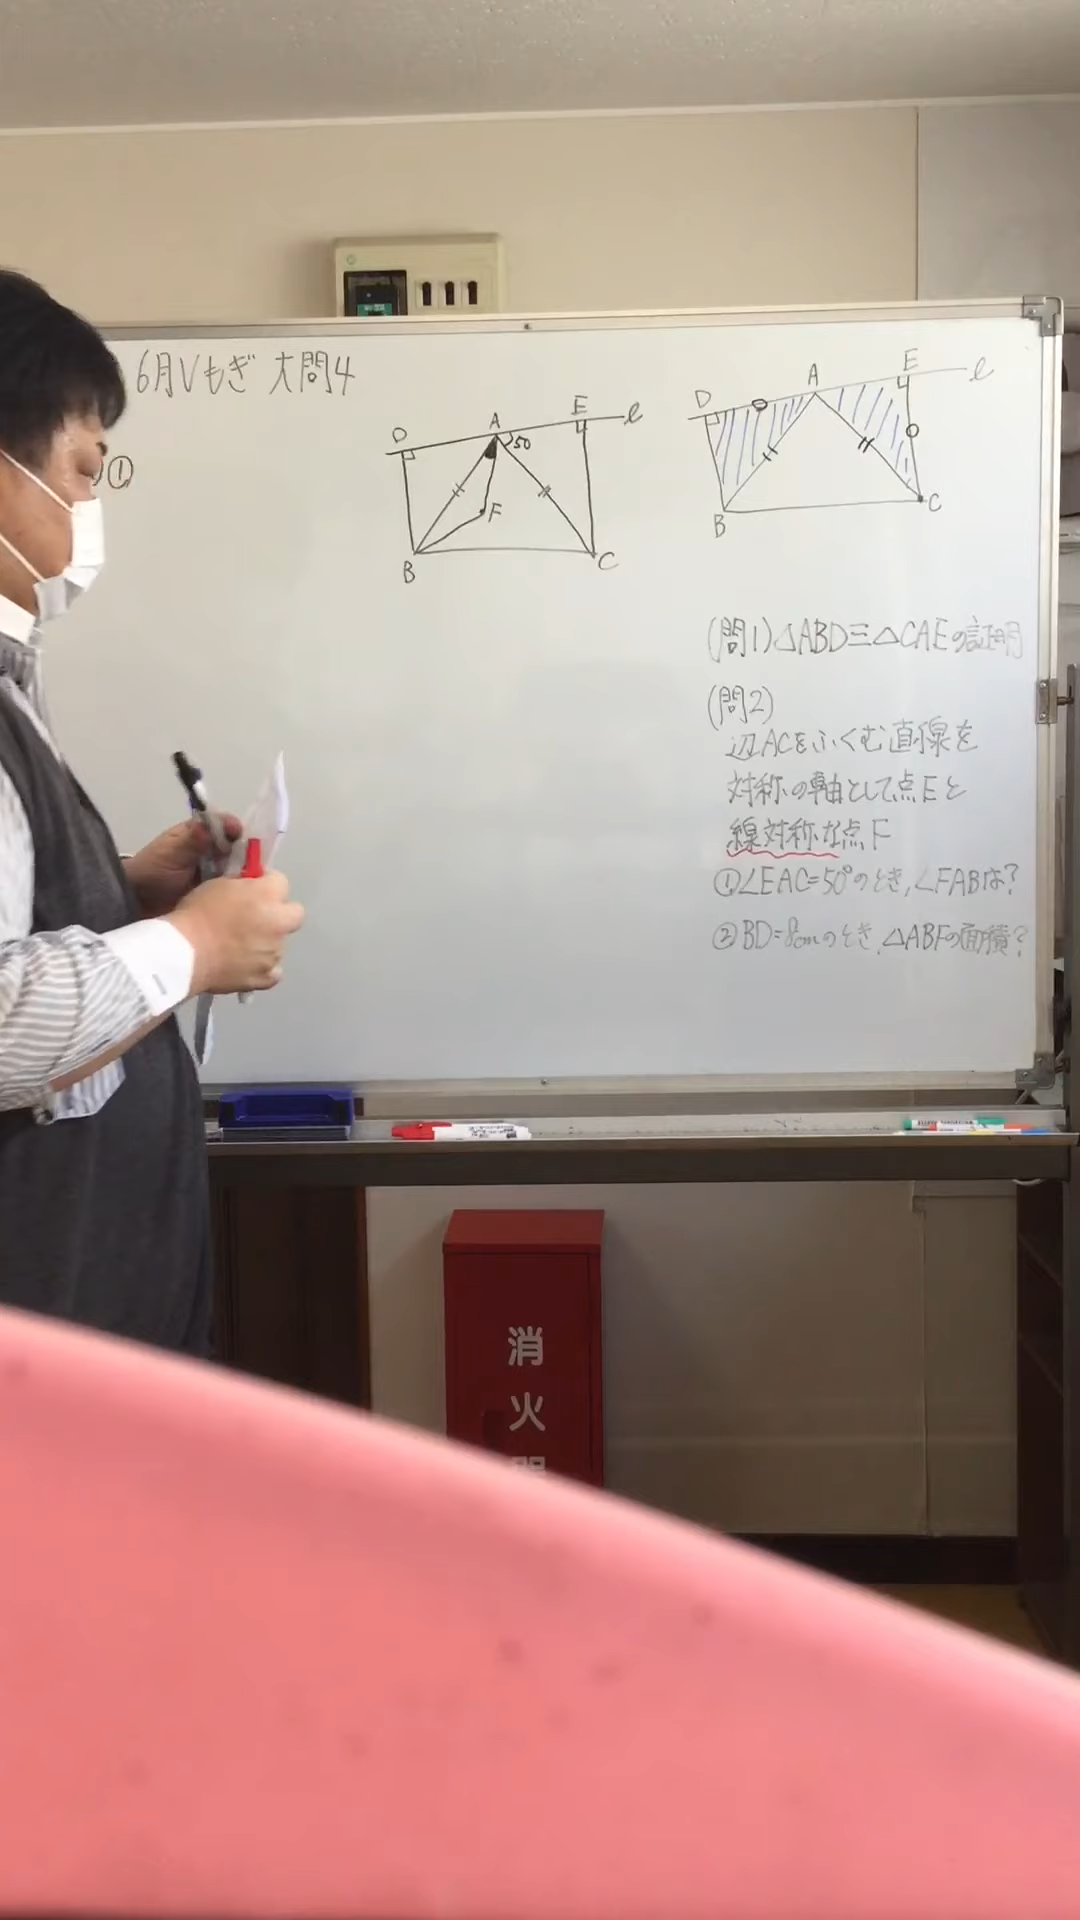 6月Vもぎ 大問4
①
D
A
E
l
50
F
B
C
D
A
E
l
B
C
(問1)△ABD≡△CAEの証明
(問2)
辺ACをふくむ直線を
対称の軸として点Eと
線対称な点F
①∠EAC=50°のとき,∠FABは?
②BD=8cmのとき,△ABFの面積?
消
火